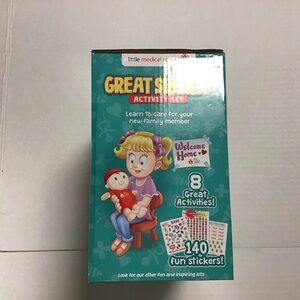 little medical
GREAT
ACTIVITY SET
Learn to care for your
new family member
Welcome
Home
8
Great
Activities!
140
fun stickers!
Look for our other fun and inspiring kits